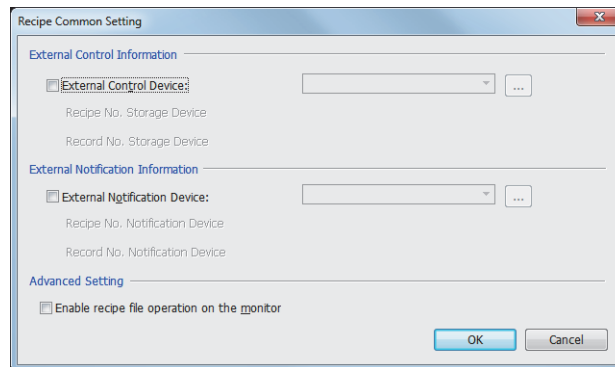 Recipe Common Setting
External Control Information
External Control Device:
...
Recipe No. Storage Device
Record No. Storage Device
External Notification Information
External Notification Device:
...
Recipe No. Notification Device
Record No. Notification Device
Advanced Setting
Enable recipe file operation on the monitor
OK
Cancel